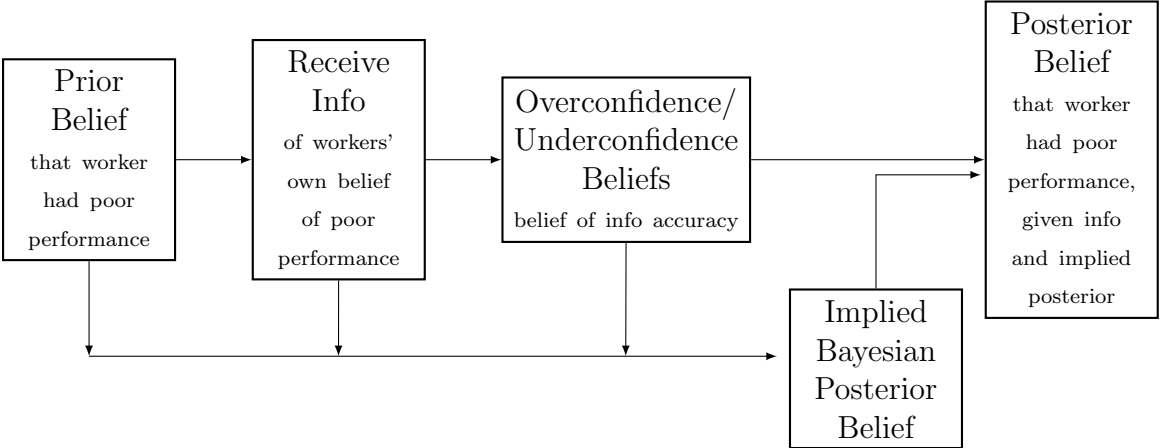 Prior
Belief
that worker
had poor
performance
Receive
Info
of workers'
own belief
of poor
performance
Overconfidence/
Underconfidence
Beliefs
belief of info accuracy
Implied
Bayesian
Posterior
Belief
Posterior
Belief
that worker
had poor
performance,
given info
and implied
posterior